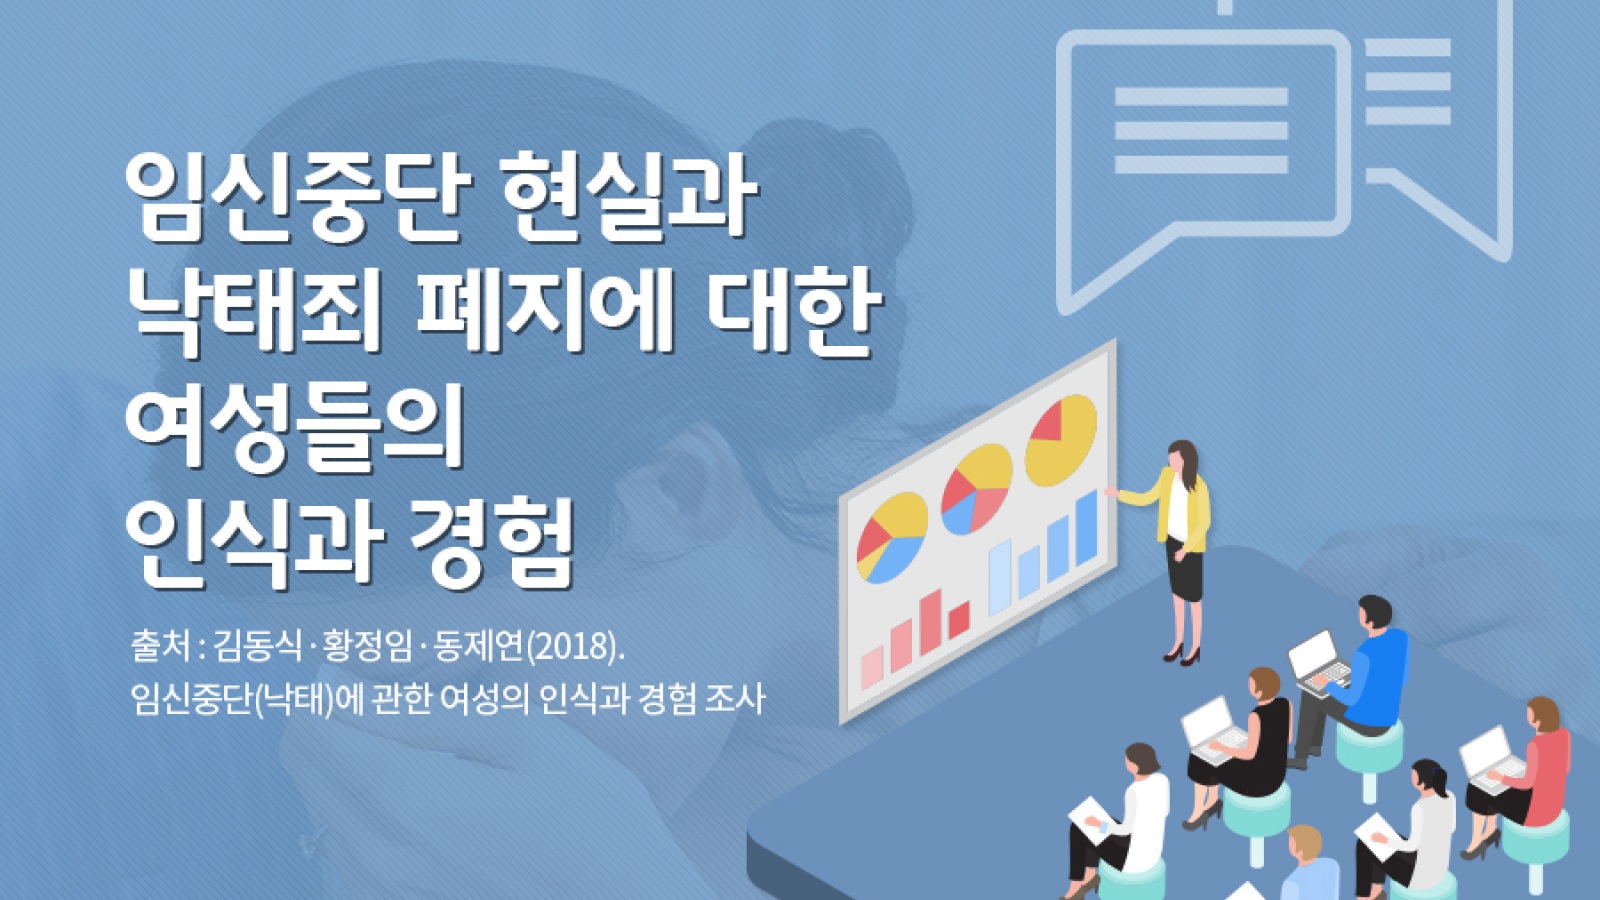 임신중단 현실과
낙태죄 폐지에 대한
여성들의
인식과 경험
출처 : 김동식·황정임·동제연(2018).
임신중단(낙태)에 관한 여성의 인식과 경험 조사